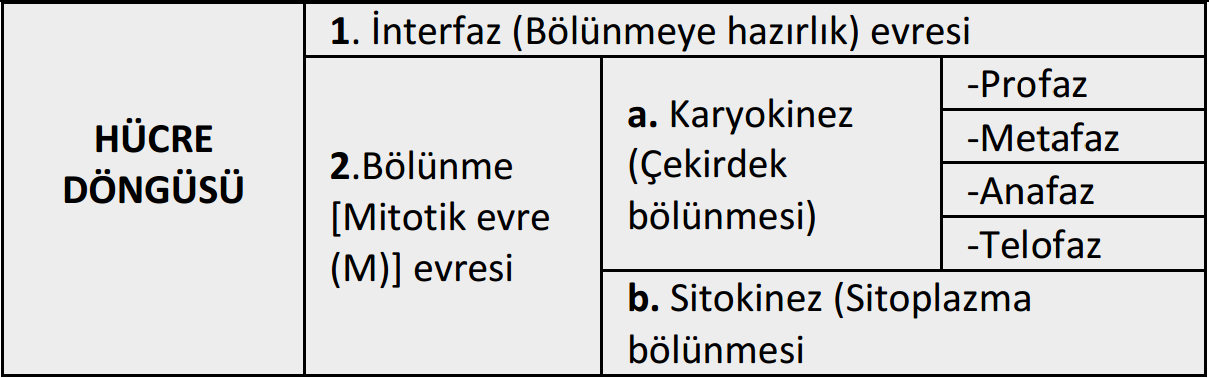 HÜCRE
DÖNGÜSÜ
1. İnterfaz (Bölünmeye hazırlık) evresi
2.Bölünme
[Mitotik evre
(M)] evresi
a. Karyokinez
(Çekirdek
bölünmesi)
-Profaz
-Metafaz
-Anafaz
-Telofaz
b. Sitokinez (Sitoplazma
bölünmesi